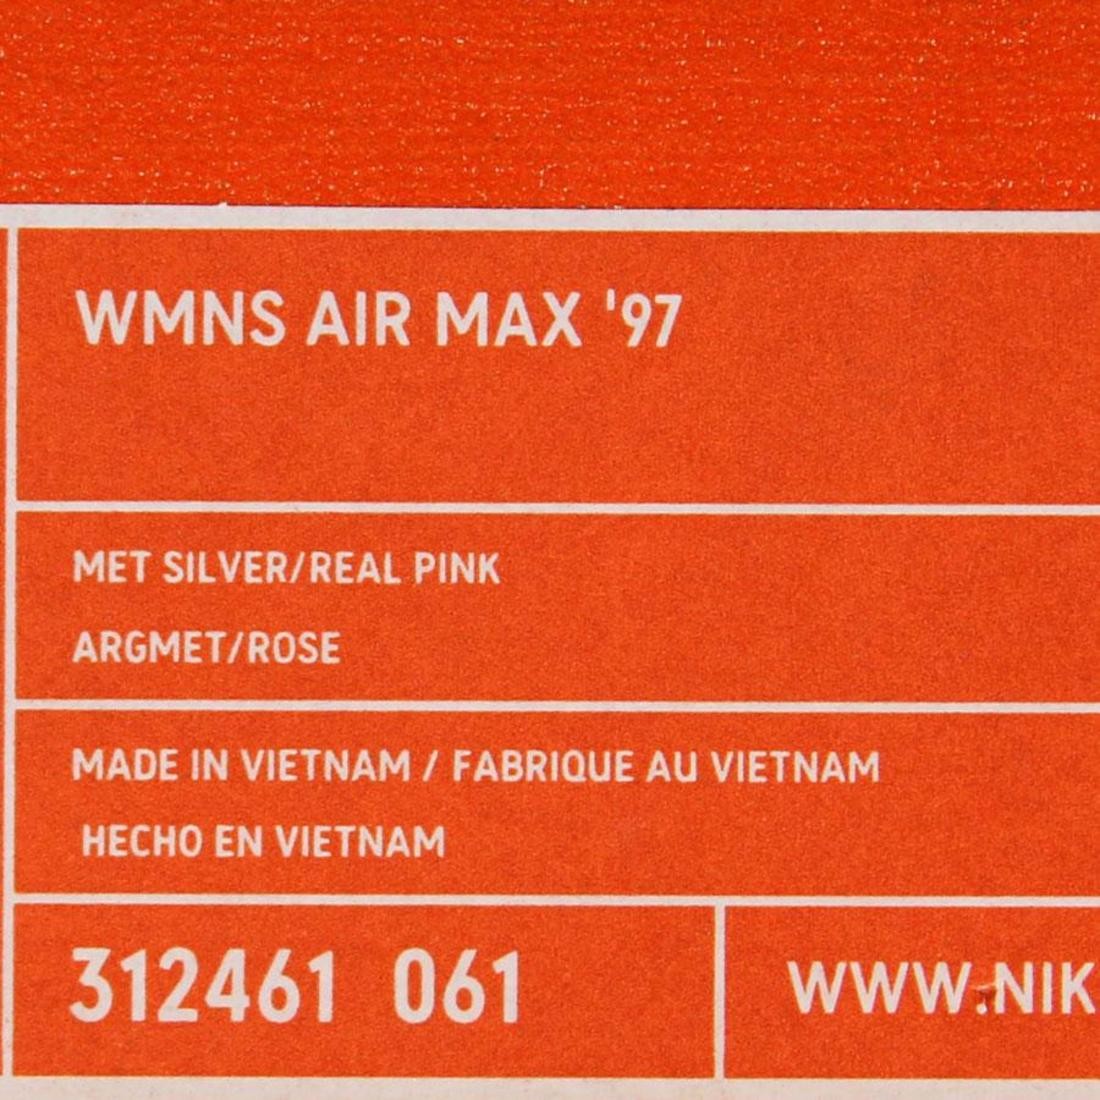 WMNS AIR MAX '97
MET SILVER/REAL PINK
ARGMET/ROSE
MADE IN VIETNAM / FABRIQUE AU VIETNAM
HECHO EN VIETNAM
312461 061
WWW.NIK